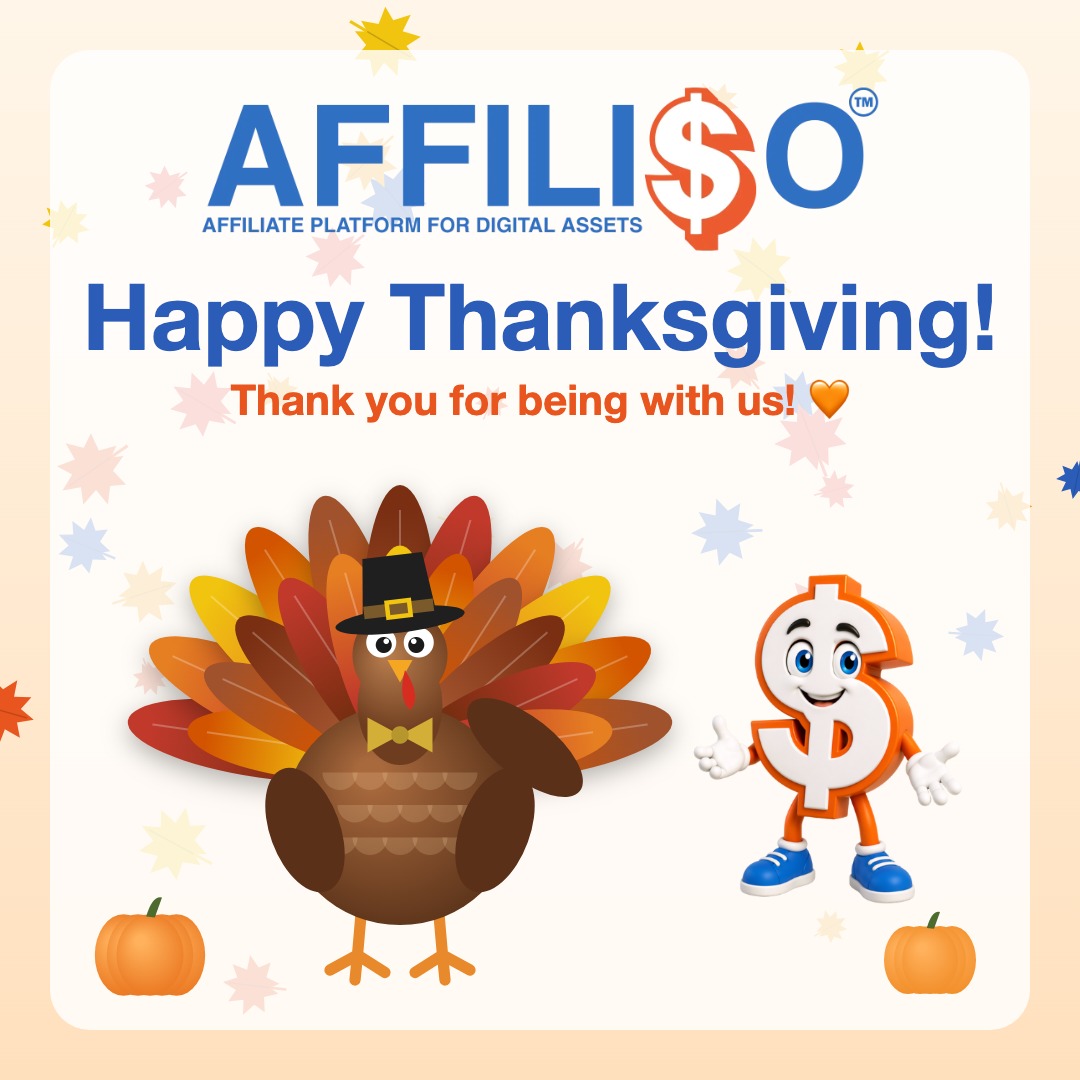 AFFILI$O™
AFFILIATE PLATFORM FOR DIGITAL ASSETS
Happy Thanksgiving!
Thank you for being with us! 🧡